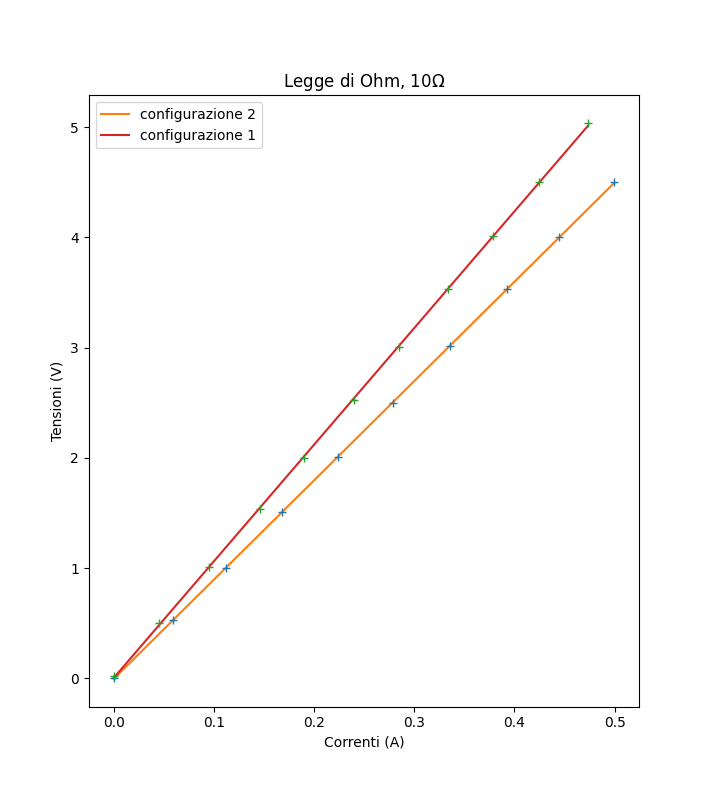 Legge di Ohm, 10Ω
configurazione 2
configurazione 1
5
4
3
2
1
0
Tensioni (V)
0.0 0.1 0.2 0.3 0.4 0.5
Correnti (A)